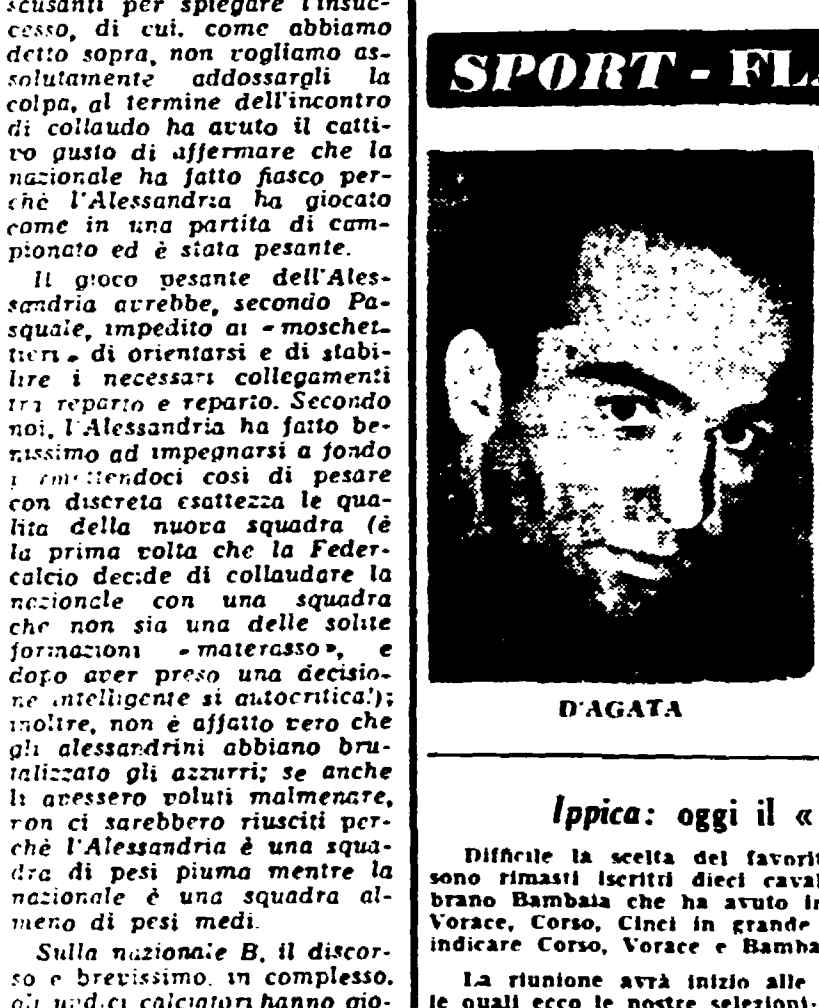 scusanti per spiegare l'insuc-
cesso, di cui. come abbiamo
detto sopra, non vogliamo as-
solutamente addossargli la
colpa, al termine dell'incontro
di collaudo ha avuto il catti-
vo gusto di affermare che la
nazionale ha fatto fiasco per-
chè l'Alessandria ha giocato
come in una partita di cam-
pionato ed è stata pesante.
Il gioco pesante dell'Ales-
sandria avrebbe, secondo Pa-
squale, impedito ai « moschet-
tieri » di orientarsi e di stabi-
lire i necessari collegamenti
tra reparto e reparto. Secondo
noi, l'Alessandria ha fatto be-
nissimo ad impegnarsi a fondo
così di pesare
con discreta esattezza le qua-
lità della nuova squadra (è
la prima volta che la Feder-
calcio decide di collaudare la
nazionale con una squadra
che non sia una delle solite
formazioni « materasso », e
dopo aver preso una decisio-
ne intelligente si autocritica!);
inoltre, non è affatto vero che
gli alessandrini abbiano bru-
talizzato gli azzurri; se anche
li avessero voluti malmenare,
non ci sarebbero riusciti per-
chè l'Alessandria è una squa-
dra di pesi piuma mentre la
nazionale è una squadra al-
meno di pesi medi.
Sulla nazionale B, il discor-
so è brevissimo. in complesso,
gli undici calciatori hanno gio-
SPORT - FL
D'AGATA
Ippica: oggi il «
Difficile la scelta del favorit
sono rimasti iscritti dieci caval
brano Bambaia che ha avuto in
Vorace, Corso, Cinci in grande
indicare Corso, Vorace e Bamba
La riunione avrà inizio alle
le quali ecco le nostre selezioni: